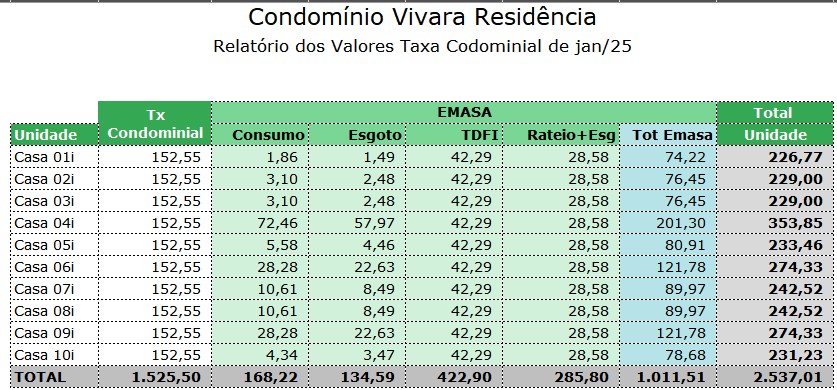 Condomínio Vivara Residência
Relatório dos Valores Taxa Codominial de jan/25
Tx EMASA Total
Unidade Condominial Consumo Esgoto TDFI Rateio+Esg Tot Emasa Unidade
Casa 01i 152,55 1,86 1,49 42,29 28,58 74,22 226,77
Casa 02i 152,55 3,10 2,48 42,29 28,58 76,45 229,00
Casa 03i 152,55 3,10 2,48 42,29 28,58 76,45 229,00
Casa 04i 152,55 72,46 57,97 42,29 28,58 201,30 353,85
Casa 05i 152,55 5,58 4,46 42,29 28,58 80,91 233,46
Casa 06i 152,55 28,28 22,63 42,29 28,58 121,78 274,33
Casa 07i 152,55 10,61 8,49 42,29 28,58 89,97 242,52
Casa 08i 152,55 10,61 8,49 42,29 28,58 89,97 242,52
Casa 09i 152,55 28,28 22,63 42,29 28,58 121,78 274,33
Casa 10i 152,55 4,34 3,47 42,29 28,58 78,68 231,23
TOTAL 1.525,50 168,22 134,59 422,90 285,80 1.011,51 2.537,01